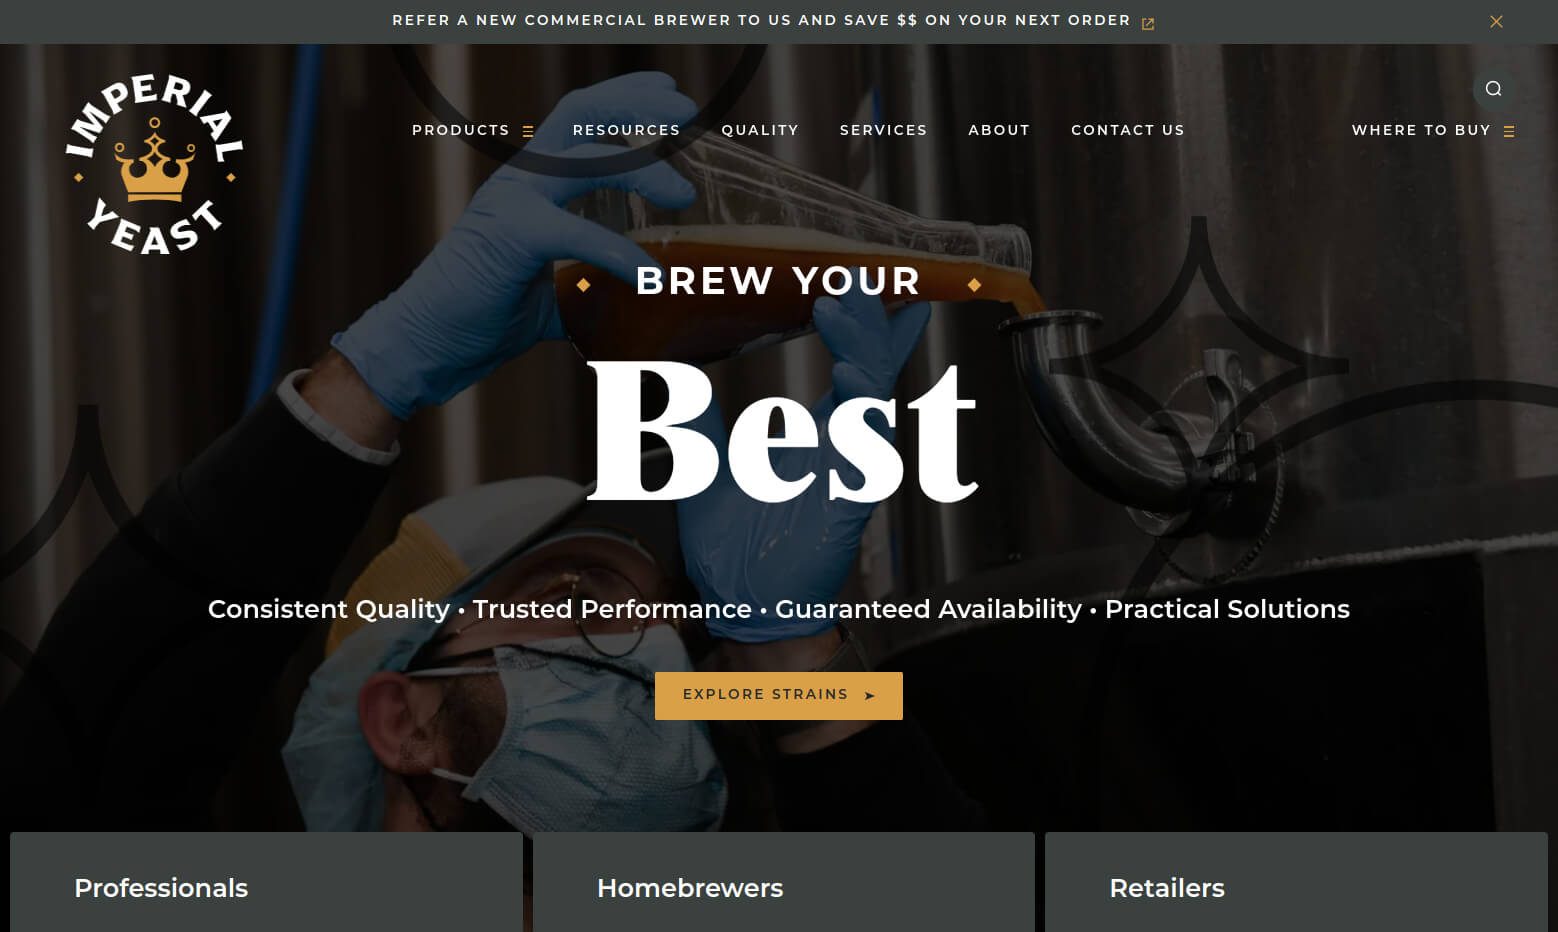 REFER A NEW COMMERCIAL BREWER TO US AND SAVE $$ ON YOUR NEXT ORDER
IMPERIAL
YEAST
PRODUCTS
RESOURCES
QUALITY
SERVICES
ABOUT
CONTACT US
WHERE TO BUY
BREW YOUR
Best
Consistent Quality • Trusted Performance • Guaranteed Availability • Practical Solutions
EXPLORE STRAINS
Professionals
Homebrewers
Retailers